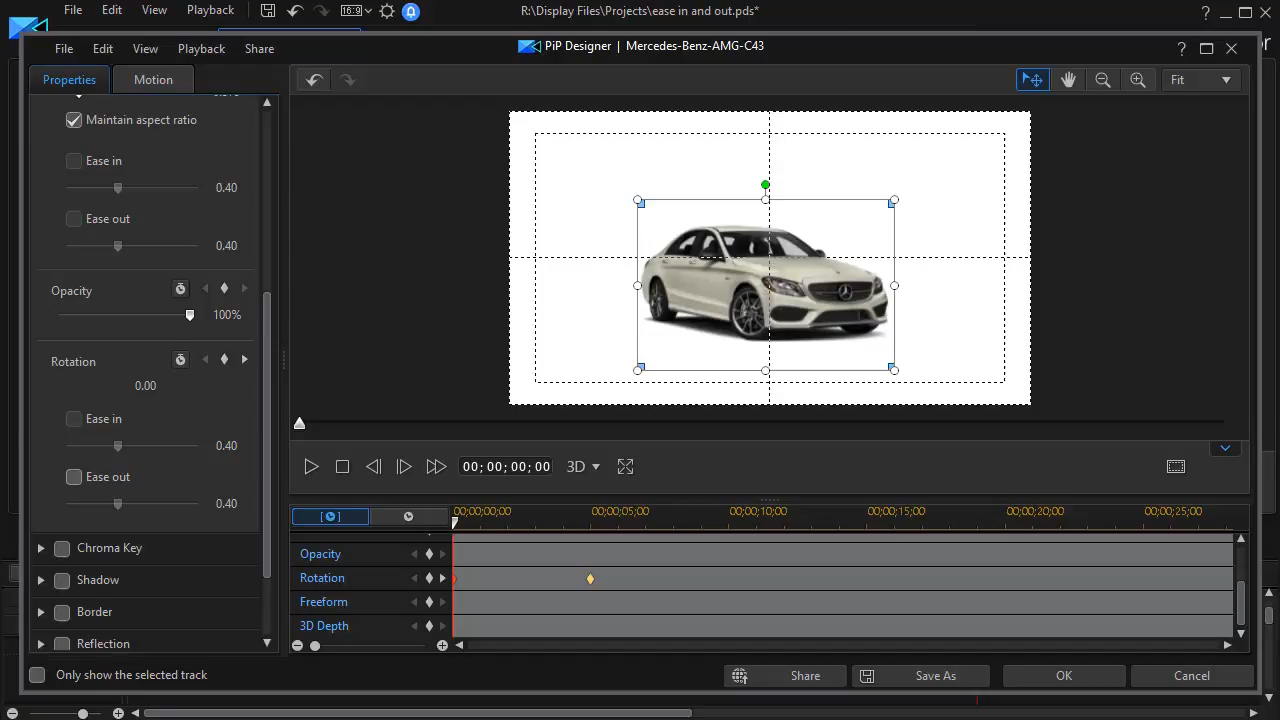 File Edit View Playback 16:9 R:\Display Files\Projects\ease in and out.pds* ?
File Edit View Playback Share PiP Designer | Mercedes-Benz-AMG-C43 ?
Properties Motion Fit
Maintain aspect ratio
Ease in
0.40
Ease out
0.40
Opacity
100%
Rotation
0.00
Ease in
0.40
Ease out
0.40
Chroma Key
Shadow
Border
Reflection
00;00;00;00 3D
00;00;00;00 00;00;05;00 00;00;10;00 00;00;15;00 00;00;20;00 00;00;25;00
Opacity
Rotation
Freeform
3D Depth
Only show the selected track Share Save As OK Cancel